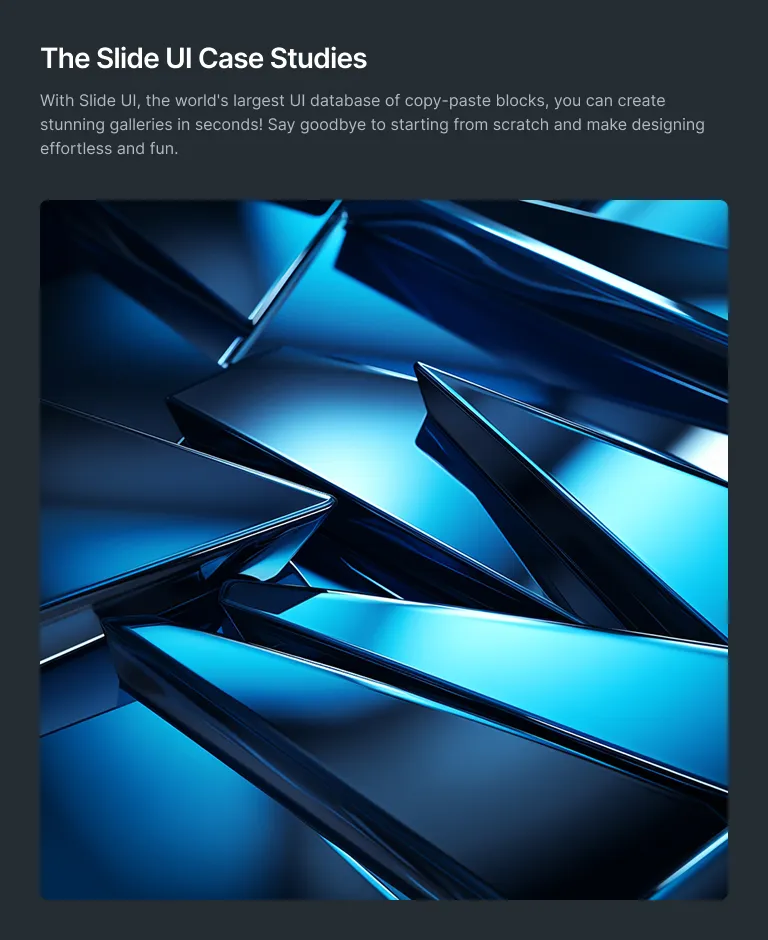 The Slide UI Case Studies
With Slide UI, the world's largest UI database of copy-paste blocks, you can create
stunning galleries in seconds! Say goodbye to starting from scratch and make designing
effortless and fun.